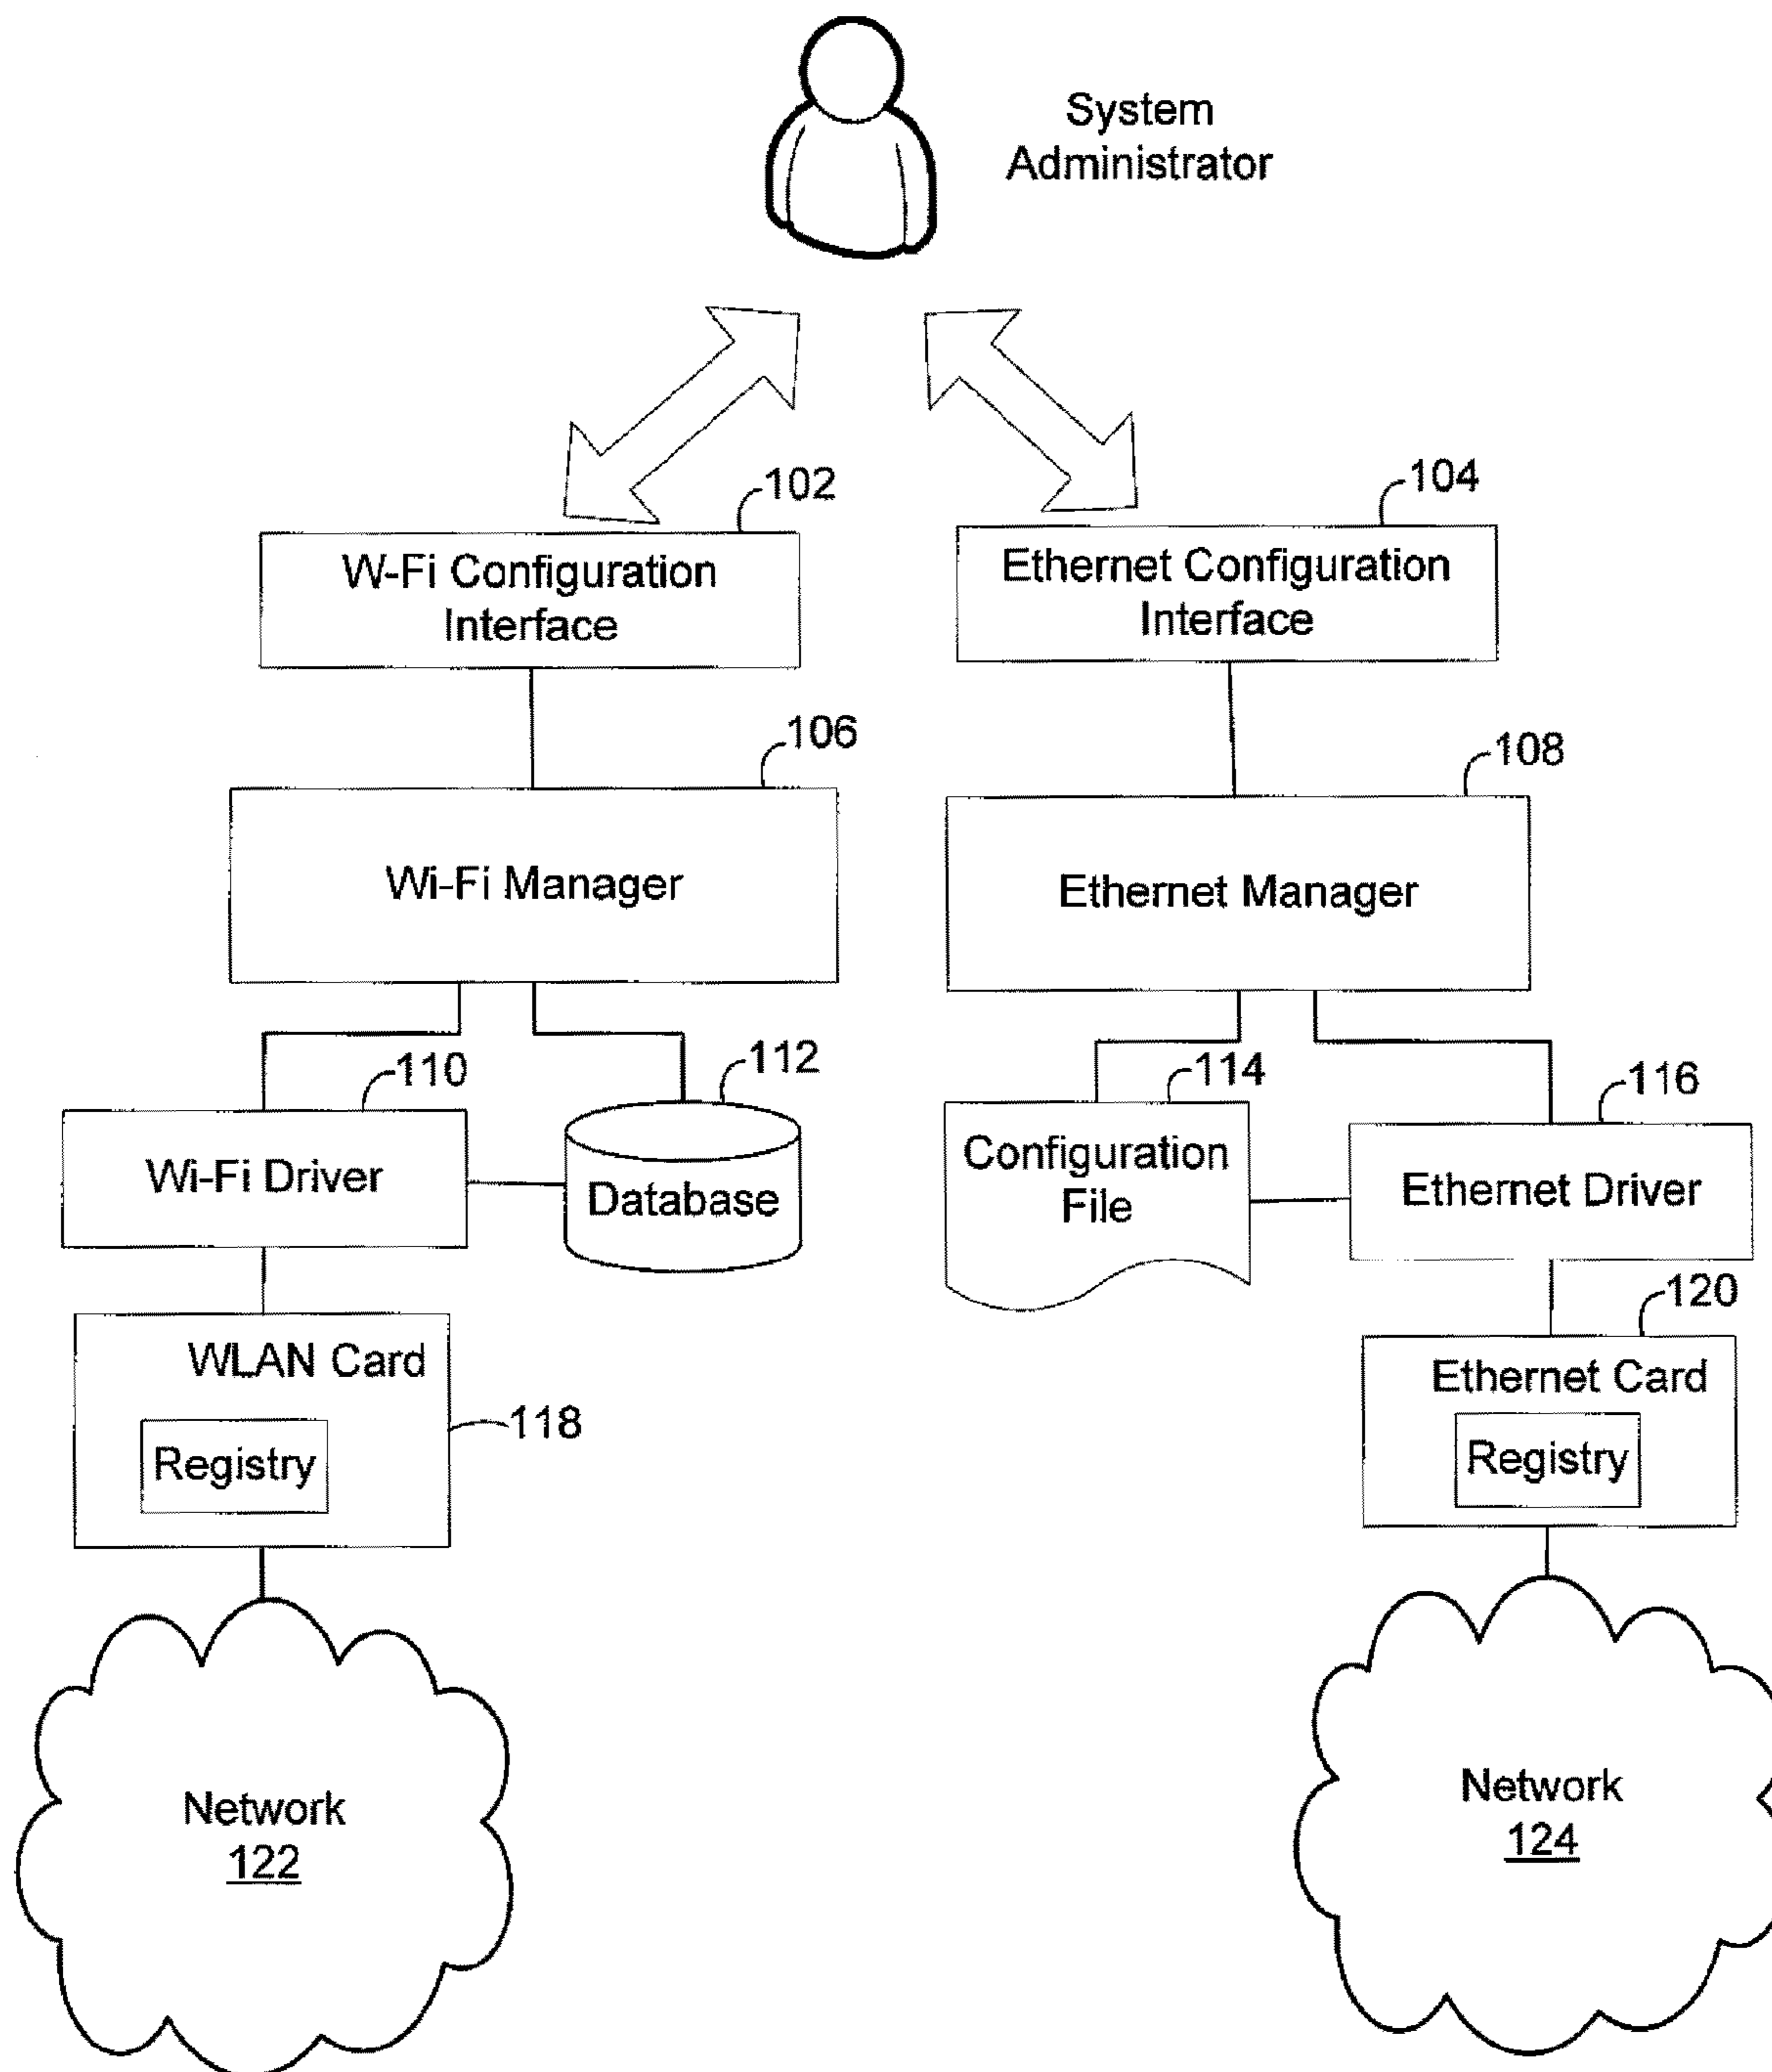 System
Administrator
102
W-Fi Configuration
Interface
104
Ethernet Configuration
Interface
106
Wi-Fi Manager
108
Ethernet Manager
110
Wi-Fi Driver
112
Database
114
Configuration
File
116
Ethernet Driver
WLAN Card
118
Registry
120
Ethernet Card
Registry
Network
122
Network
124